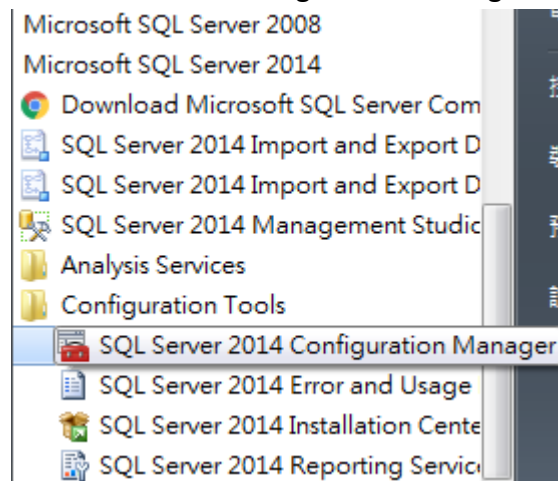 Microsoft SQL Server 2008
Microsoft SQL Server 2014
Download Microsoft SQL Server Com
SQL Server 2014 Import and Export D
SQL Server 2014 Import and Export D
SQL Server 2014 Management Studic
Analysis Services
Configuration Tools
SQL Server 2014 Configuration Manager
SQL Server 2014 Error and Usage
SQL Server 2014 Installation Cente
SQL Server 2014 Reporting Servic